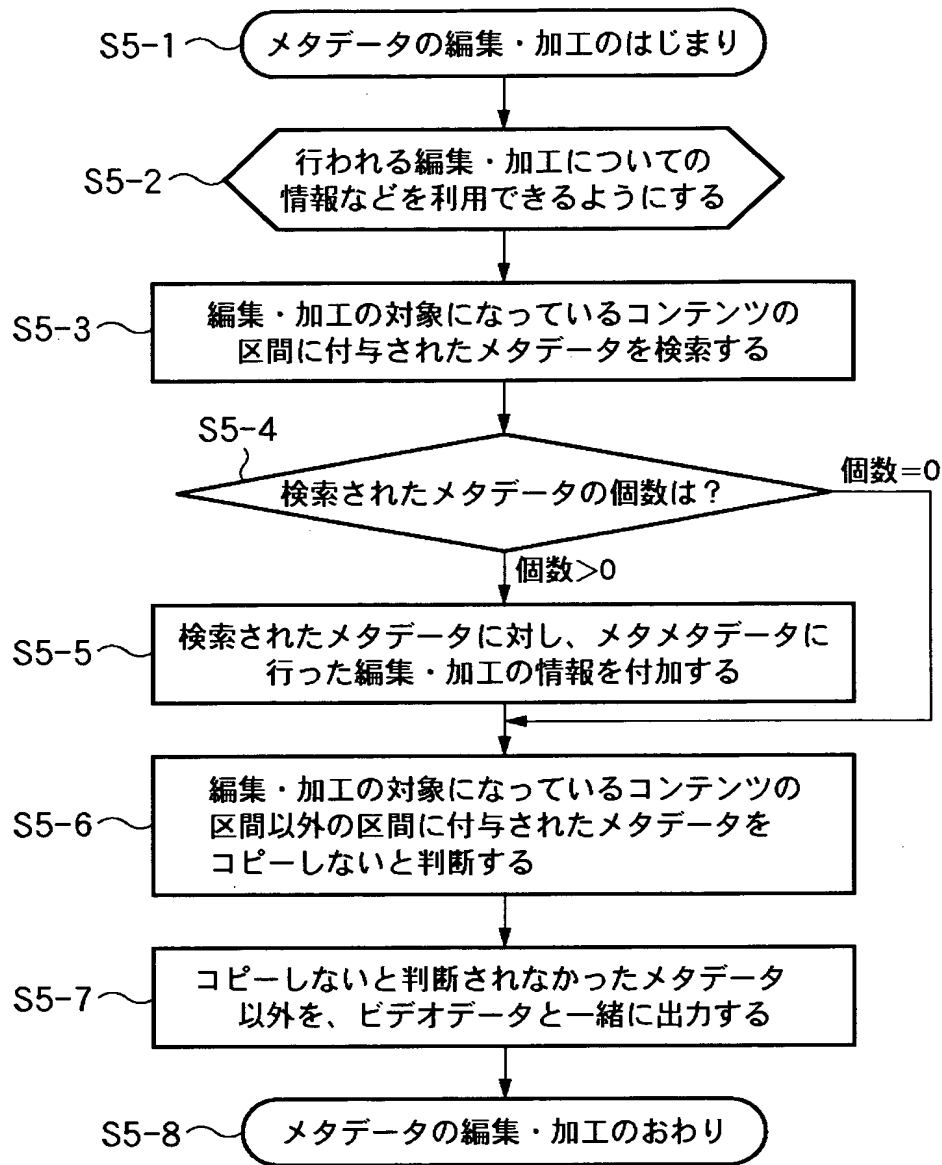 S5-1
メタデータの編集・加工のはじまり
S5-2
行われる編集・加工についての
情報などを利用できるようにする
S5-3
編集・加工の対象になっているコンテンツの
区間に付与されたメタデータを検索する
S5-4
検索されたメタデータの個数は?
個数=0
個数>0
S5-5
検索されたメタデータに対し、メタメタデータに
行った編集・加工の情報を付加する
S5-6
編集・加工の対象になっているコンテンツの
区間以外の区間に付与されたメタデータを
コピーしないと判断する
S5-7
コピーしないと判断されなかったメタデータ
以外を、ビデオデータと一緒に出力する
S5-8
メタデータの編集・加工のおわり